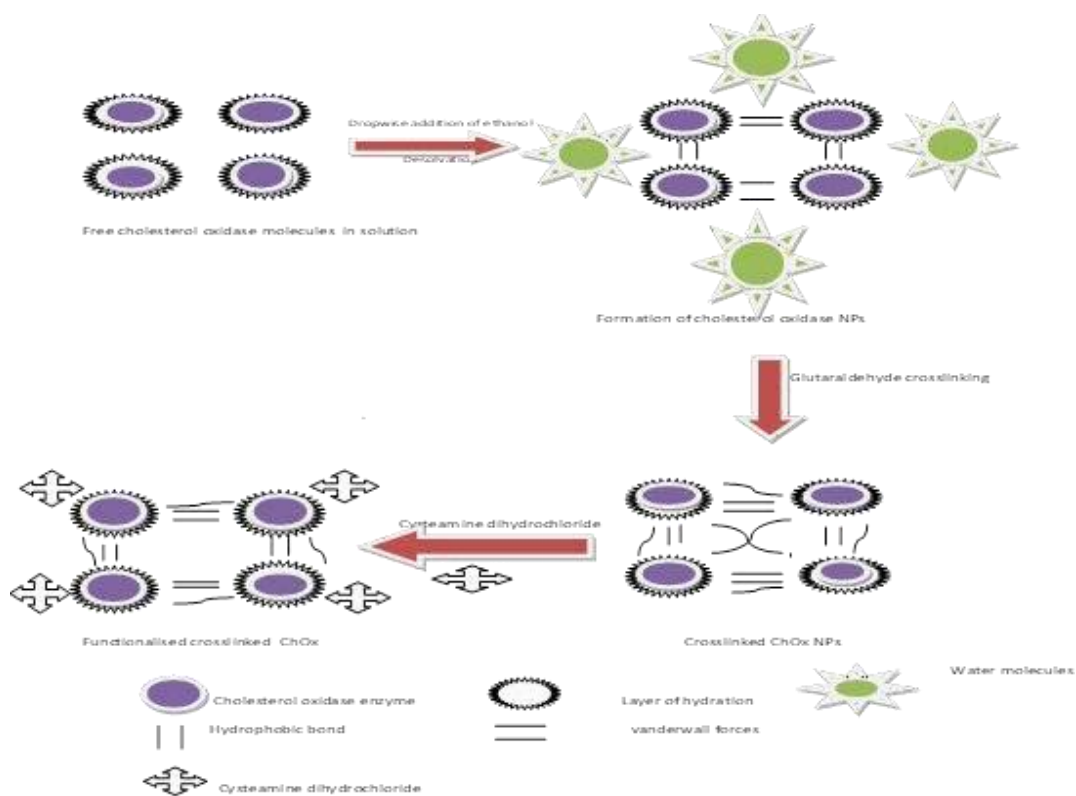 Dropwise addition of ethanol
Desolvation
Free cholesterol oxidase molecules in solution
Formation of cholesterol oxidase NPs
Glutaraldehyde crosslinking
Cysteamine dihydrochloride
Functionalised crosslinked ChOx
Crosslinked ChOx NPs
Water molecules
Cholesterol oxidase enzyme
Layer of hydration
Hydrophobic bond
vanderwall forces
Cysteamine dihydrochloride